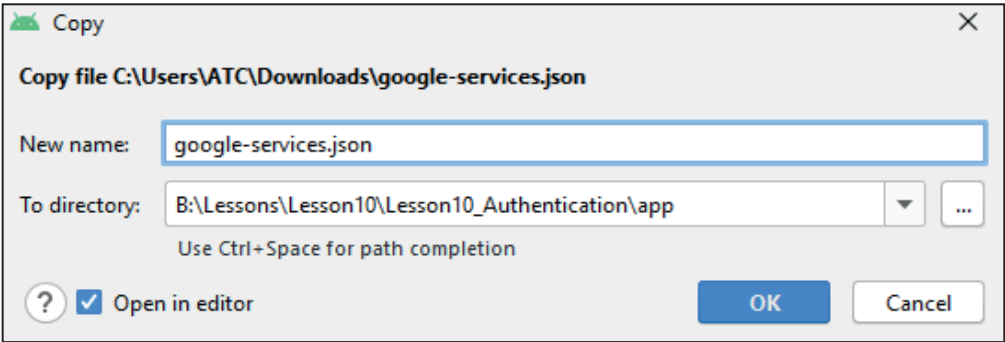 Copy
Copy file C:\Users\ATC\Downloads\google-services.json
New name: google-services.json
To directory: B:\Lessons\Lesson10\Lesson10_Authentication\app
...
Use Ctrl+Space for path completion
? Open in editor OK Cancel